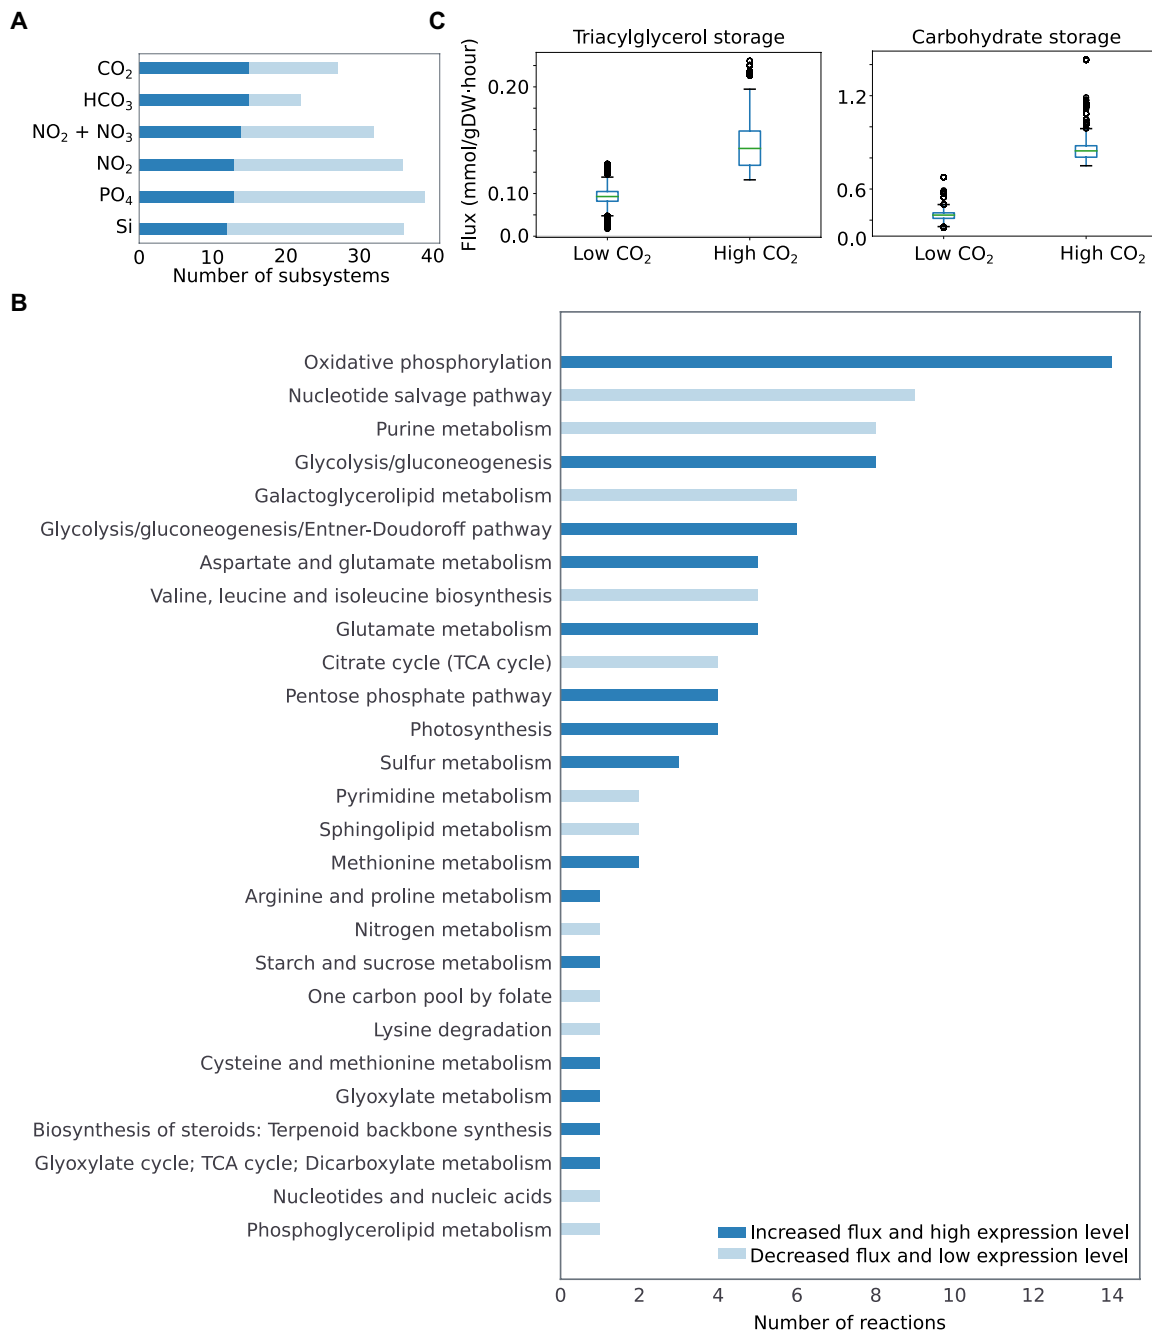 A
CO₂
HCO₃
NO₂ + NO₃
NO₂
PO₄
Si
0 10 20 30 40
Number of subsystems
C
Triacylglycerol storage
Flux (mmol/gDW·hour)
0.20
0.10
0.0
Low CO₂ High CO₂
Carbohydrate storage
1.2
0.6
0.0
Low CO₂ High CO₂
B
Oxidative phosphorylation
Nucleotide salvage pathway
Purine metabolism
Glycolysis/gluconeogenesis
Galactoglycerolipid metabolism
Glycolysis/gluconeogenesis/Entner-Doudoroff pathway
Aspartate and glutamate metabolism
Valine, leucine and isoleucine biosynthesis
Glutamate metabolism
Citrate cycle (TCA cycle)
Pentose phosphate pathway
Photosynthesis
Sulfur metabolism
Pyrimidine metabolism
Sphingolipid metabolism
Methionine metabolism
Arginine and proline metabolism
Nitrogen metabolism
Starch and sucrose metabolism
One carbon pool by folate
Lysine degradation
Cysteine and methionine metabolism
Glyoxylate metabolism
Biosynthesis of steroids: Terpenoid backbone synthesis
Glyoxylate cycle; TCA cycle; Dicarboxylate metabolism
Nucleotides and nucleic acids
Phosphoglycerolipid metabolism
Increased flux and high expression level
Decreased flux and low expression level
0 2 4 6 8 10 12 14
Number of reactions